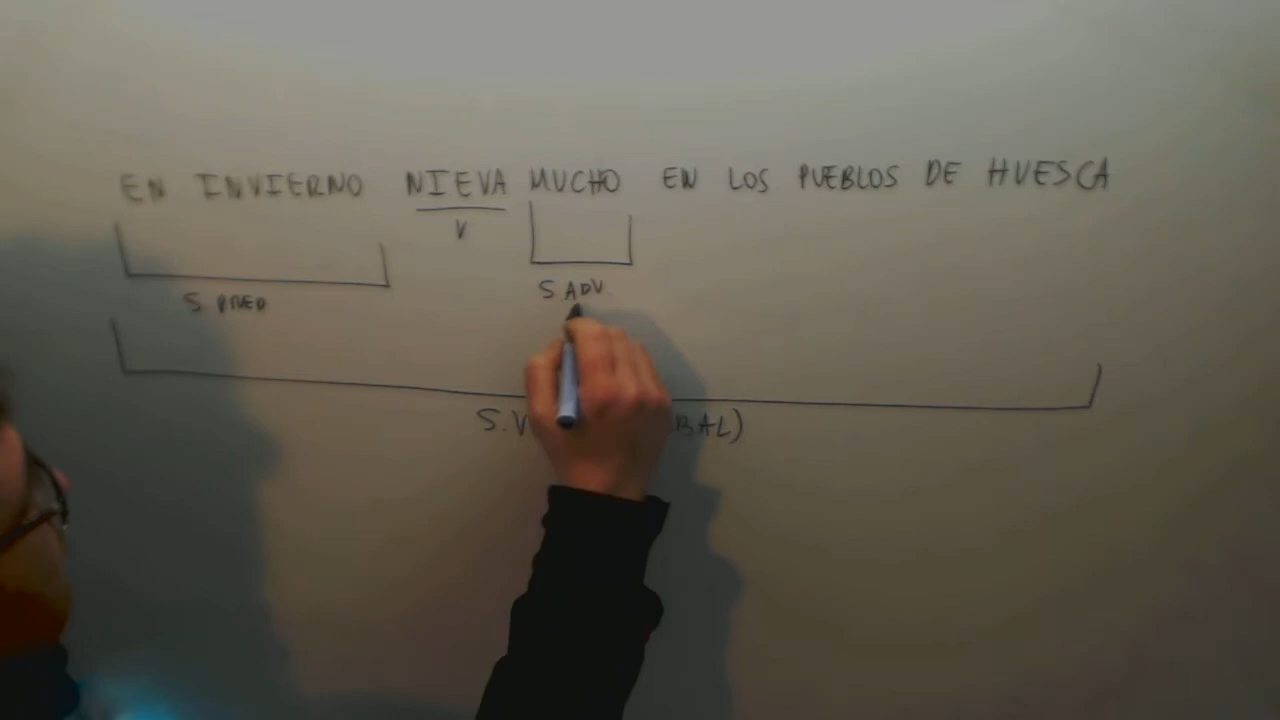 EN INVIERNO NIEVA MUCHO EN LOS PUEBLOS DE HUESCA
V
S. ADV
S. PREP
S.V BAL)